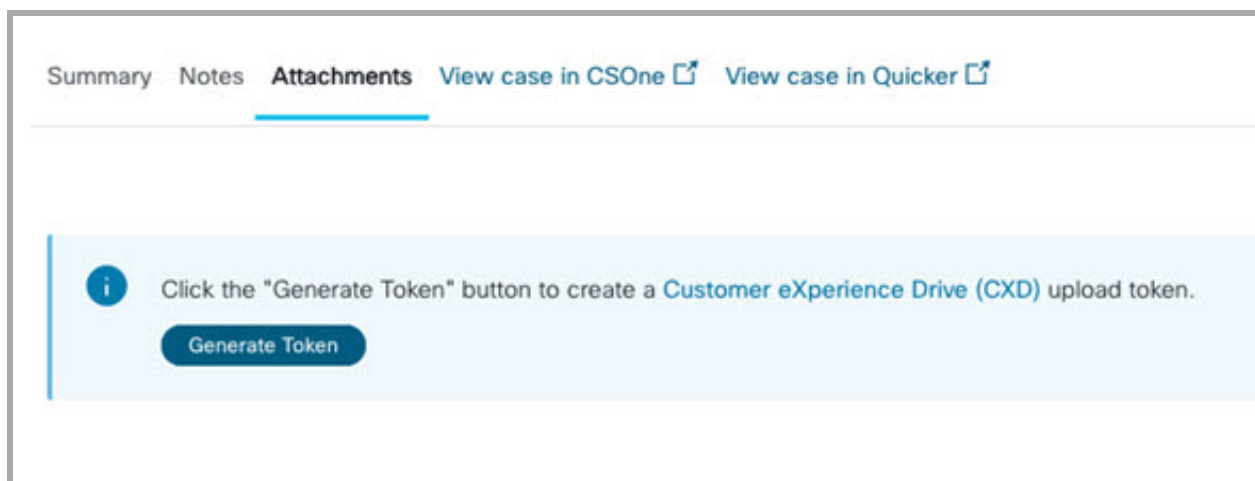 Summary Notes Attachments View case in CSOne View case in Quicker
Click the "Generate Token" button to create a Customer eXperience Drive (CXD) upload token.
Generate Token